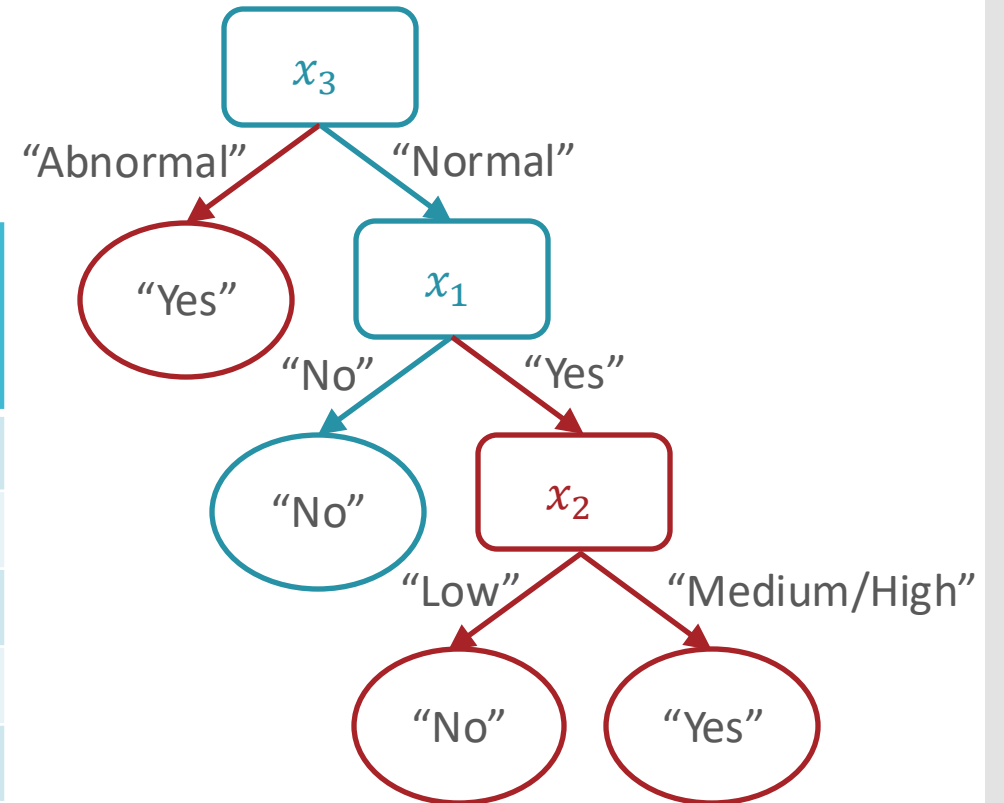 x₃
“Abnormal” “Normal”
“Yes” x₁
“No” “Yes”
“No” x₂
“Low” “Medium/High”
“No” “Yes”